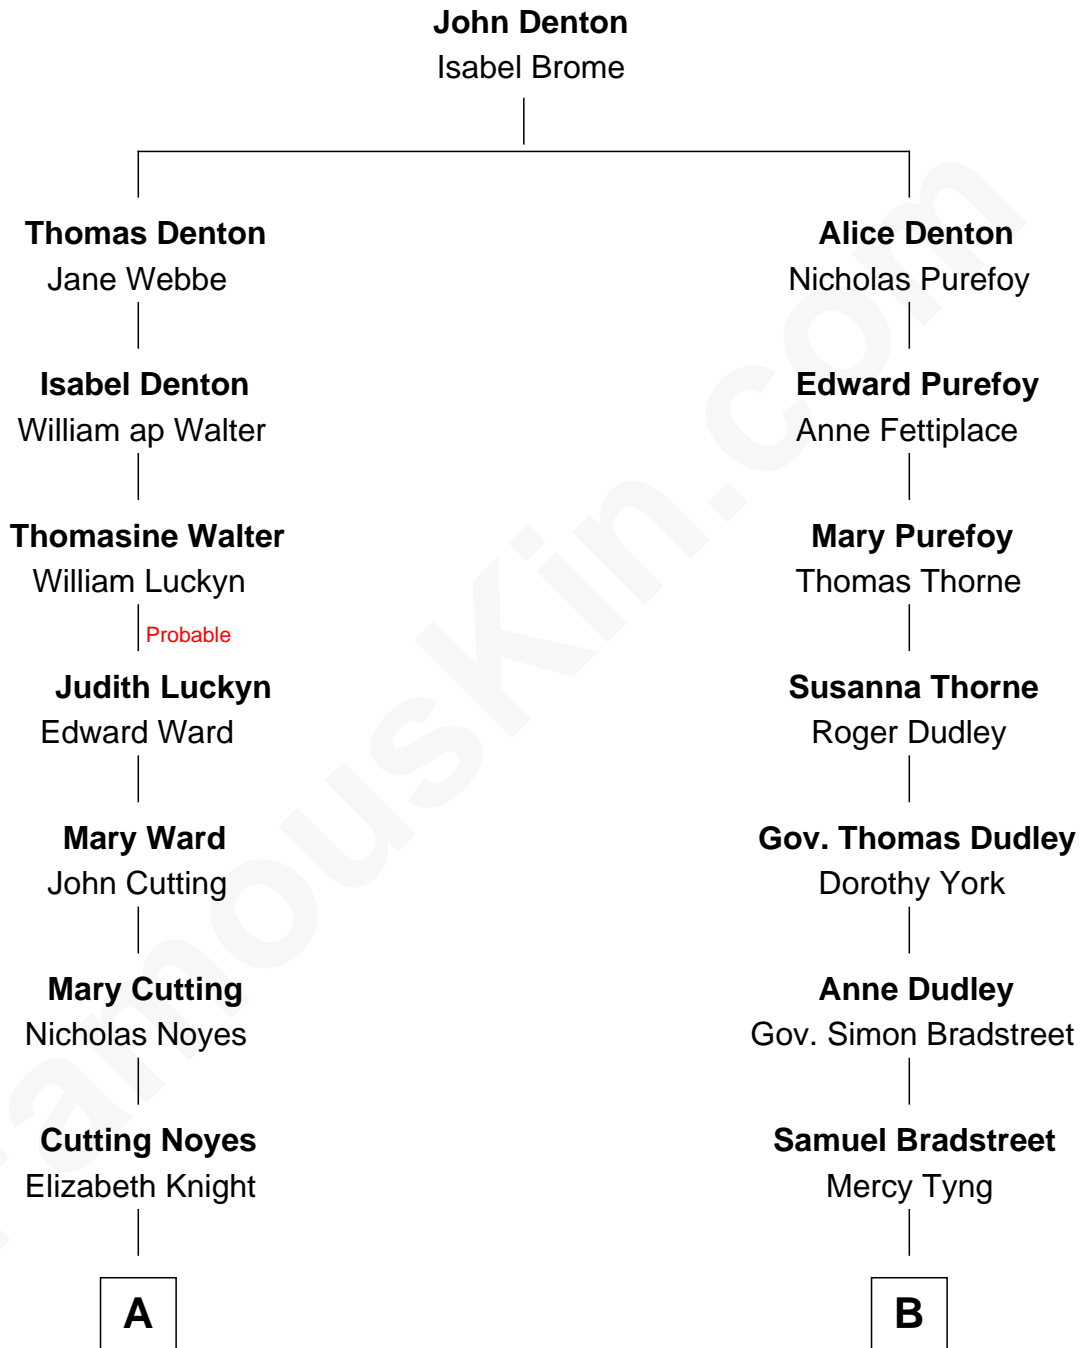 John Denton
Isabel Brome
Thomas Denton
Jane Webbe
Isabel Denton
William ap Walter
Thomasine Walter
William Luckyn
Probable
Judith Luckyn
Edward Ward
Mary Ward
John Cutting
Mary Cutting
Nicholas Noyes
Cutting Noyes
Elizabeth Knight
A
Alice Denton
Nicholas Purefoy
Edward Purefoy
Anne Fettiplace
Mary Purefoy
Thomas Thorne
Susanna Thorne
Roger Dudley
Gov. Thomas Dudley
Dorothy York
Anne Dudley
Gov. Simon Bradstreet
Samuel Bradstreet
Mercy Tyng
B
FamousKin.com